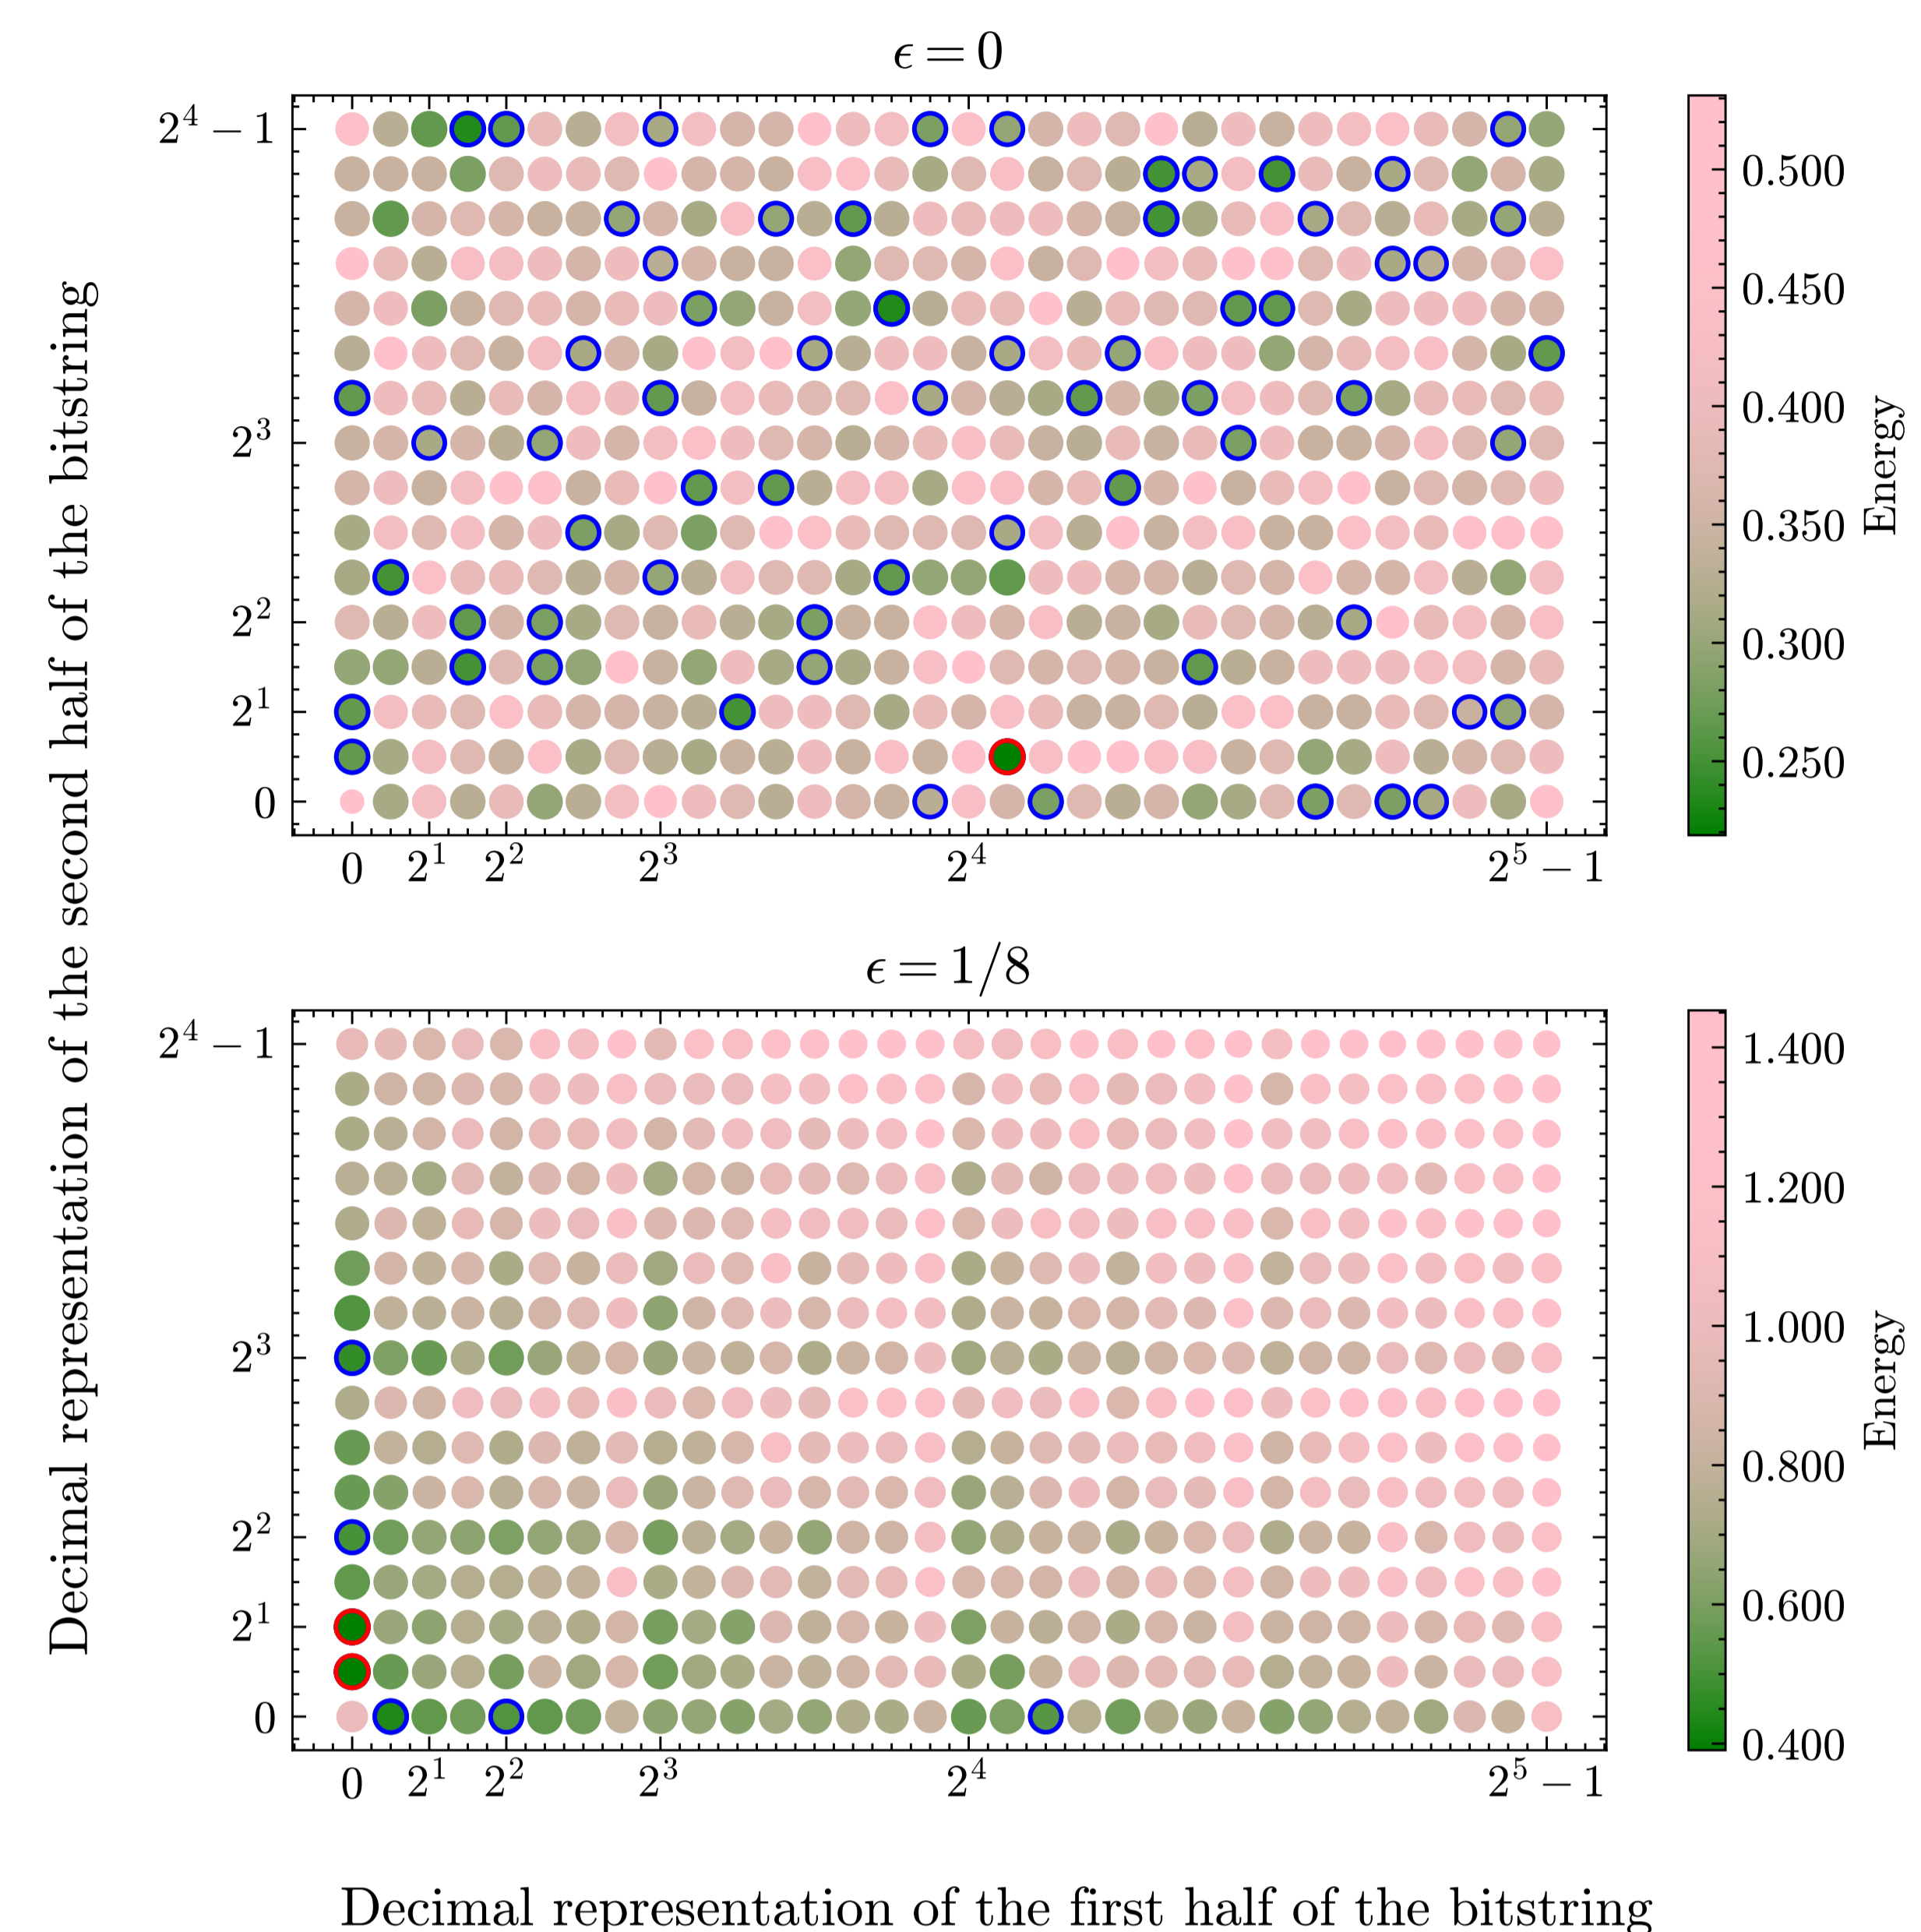 ϵ = 0
2⁴ − 1
2³
2²
2¹
0
0 2¹ 2² 2³ 2⁴ 2⁵ − 1
0.500
0.450
0.400
0.350
0.300
0.250
Energy
Decimal representation of the second half of the bitstring
ϵ = 1/8
2⁴ − 1
2³
2²
2¹
0
0 2¹ 2² 2³ 2⁴ 2⁵ − 1
1.400
1.200
1.000
0.800
0.600
0.400
Energy
Decimal representation of the first half of the bitstring